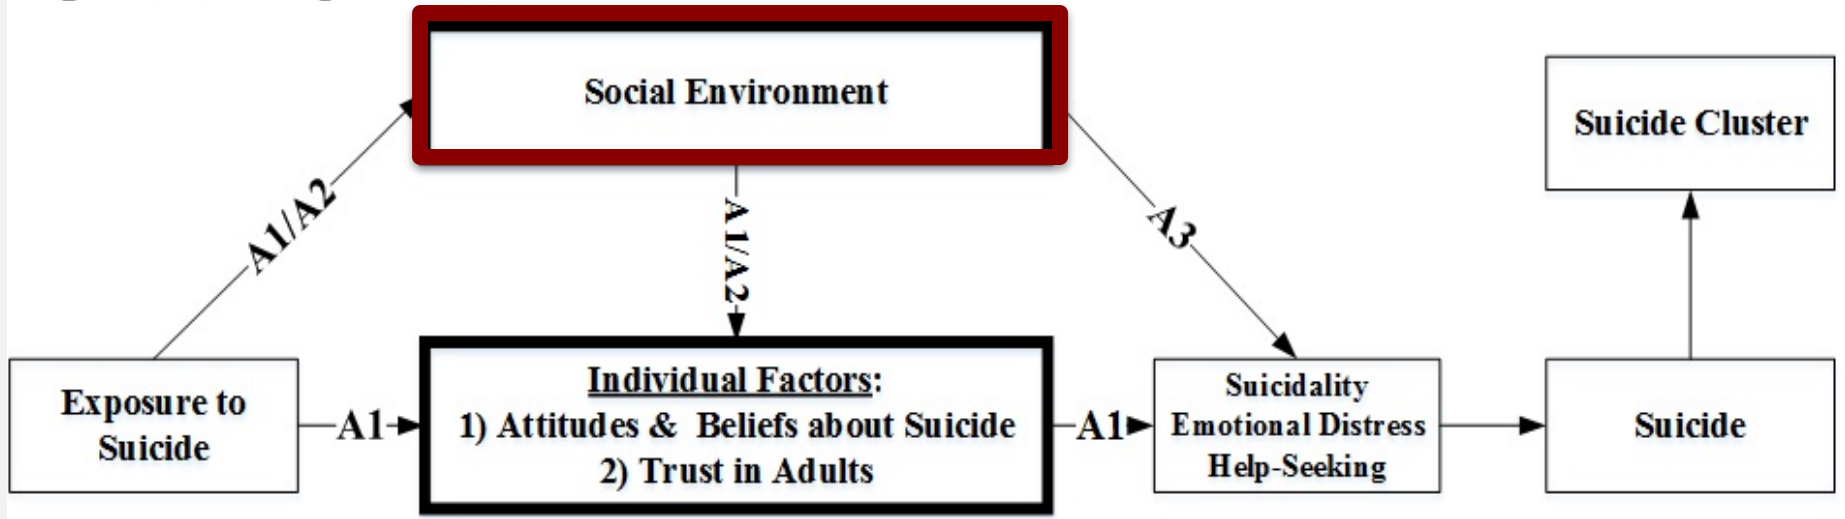 Social Environment
Suicide Cluster
A1/A2
A1/A2
A3
Exposure to
Suicide
A1
Individual Factors:
1) Attitudes & Beliefs about Suicide
2) Trust in Adults
A1
Suicidality
Emotional Distress
Help-Seeking
Suicide